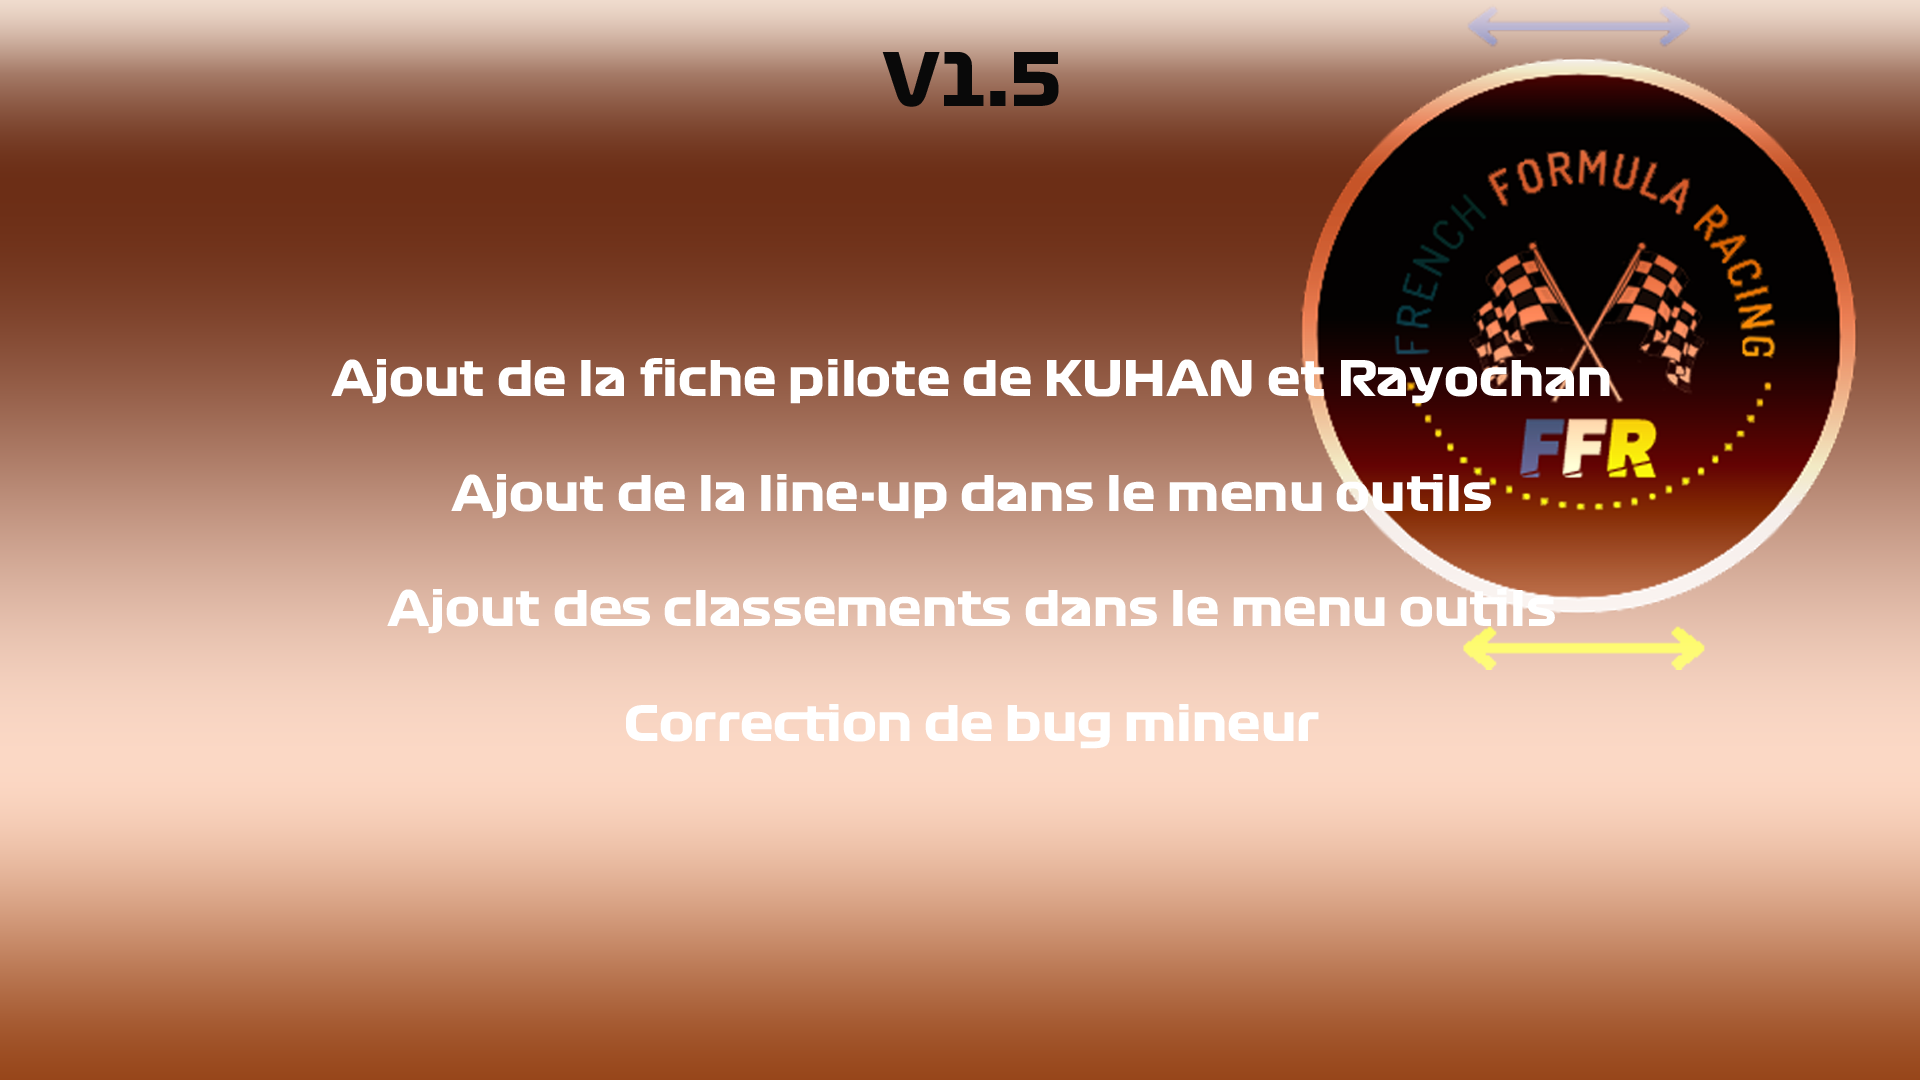 V1.5
FRENCH FORMULA RACING
Ajout de la fiche pilote de KUHAN et Rayochan
FFR
Ajout de la line-up dans le menu outils
Ajout des classements dans le menu outils
Correction de bug mineur